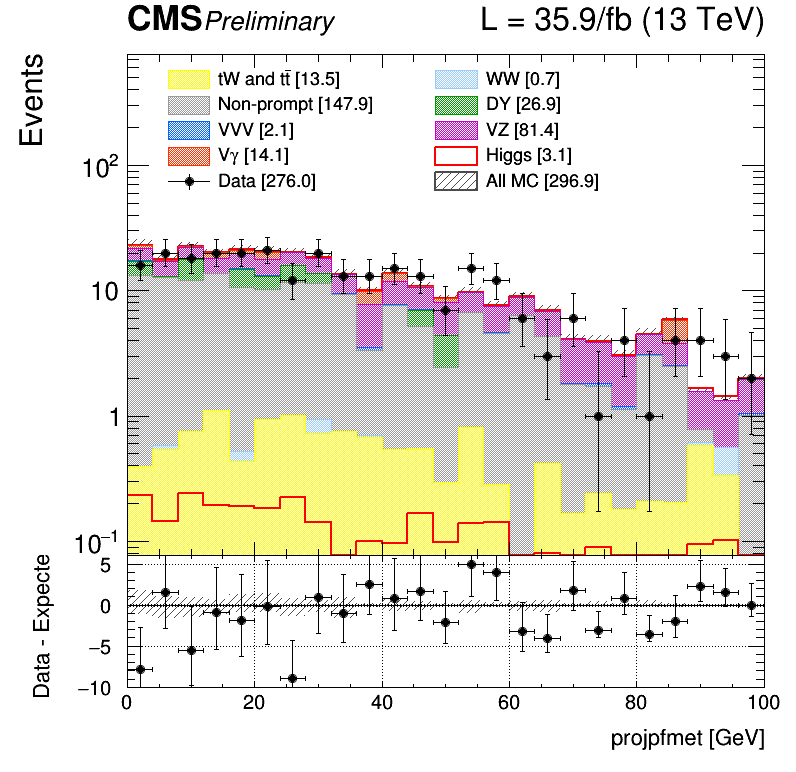 CMS Preliminary L = 35.9/fb (13 TeV)
Events
tW and tt̄ [13.5] WW [0.7]
Non-prompt [147.9] DY [26.9]
VVV [2.1] VZ [81.4]
Vγ [14.1] Higgs [3.1]
Data [276.0] All MC [296.9]
10²
10
1
10⁻¹
Data - Expecte
5
0
−5
−10
0 20 40 60 80 100
projpfmet [GeV]